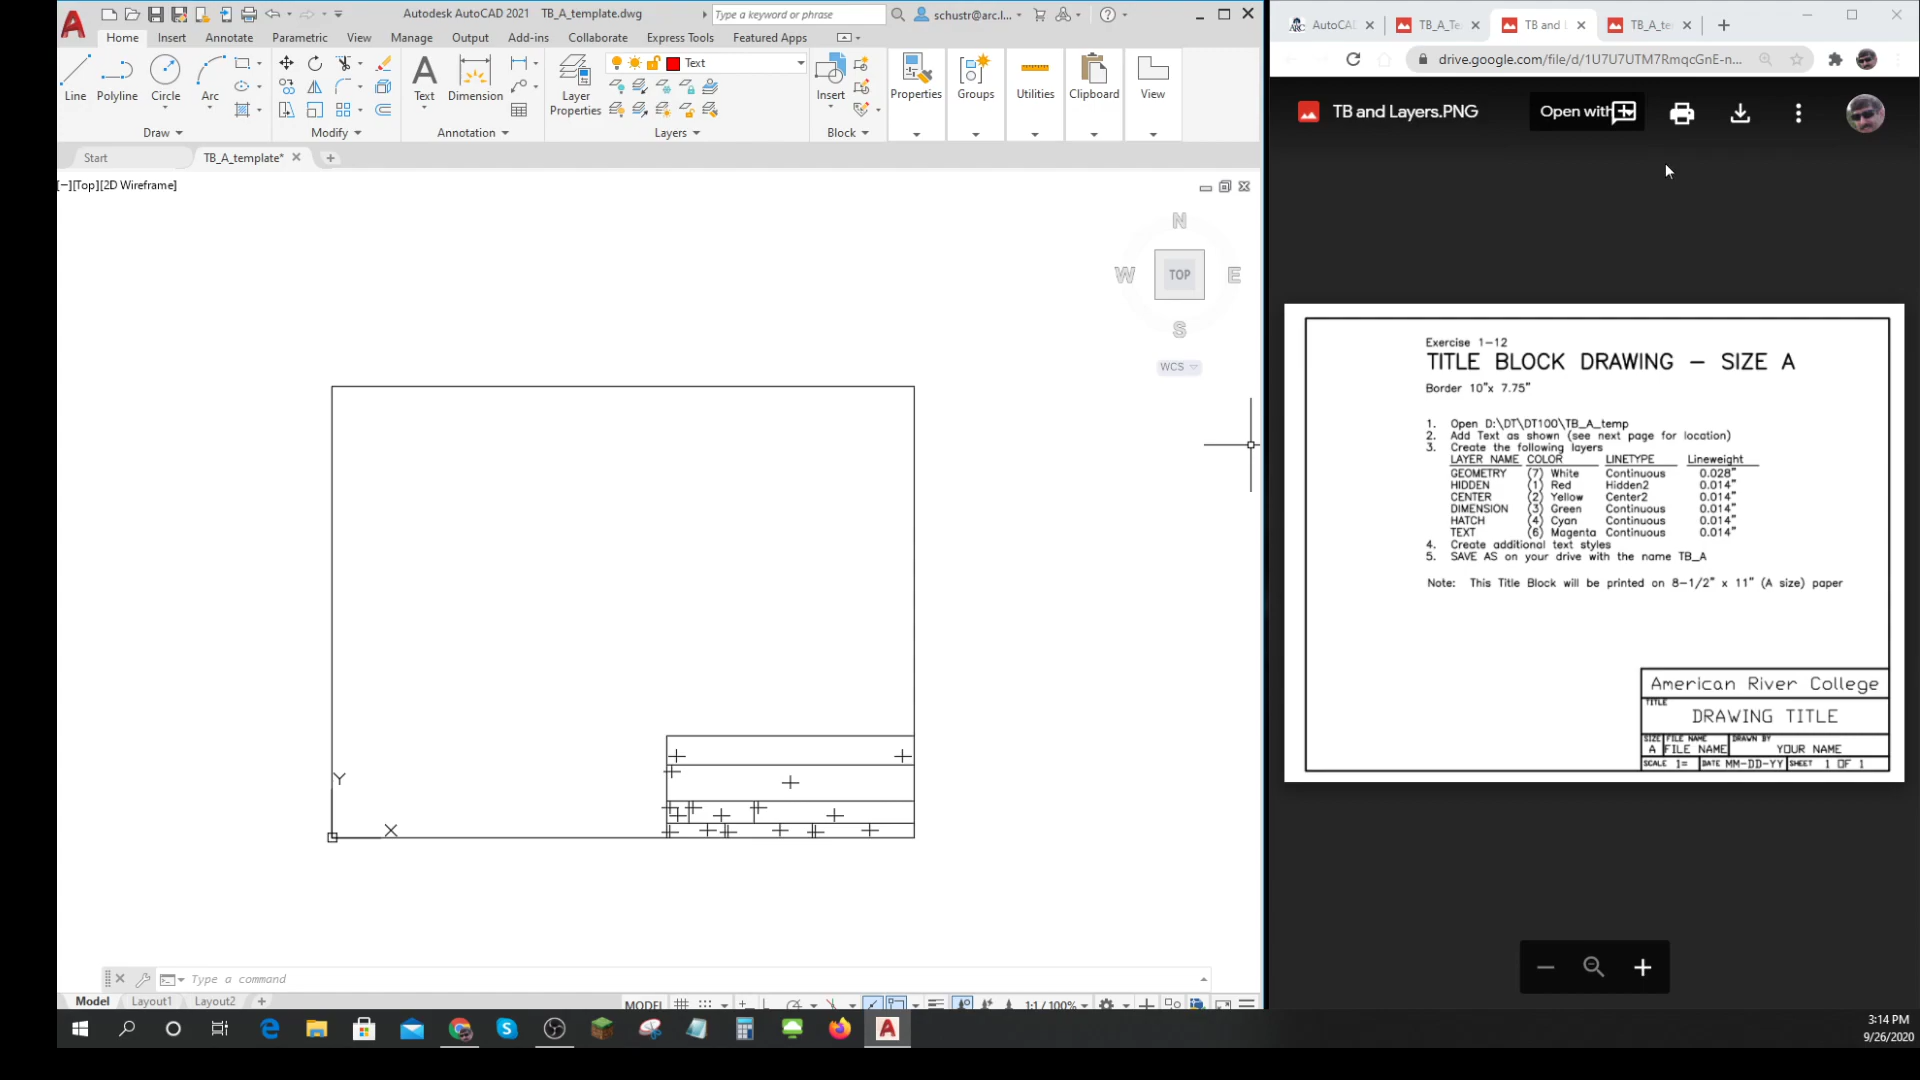 Autodesk AutoCAD 2021 TB_A_template.dwg
Type a keyword or phrase
schustr@arc.l...
Home Insert Annotate Parametric View Manage Output Add-ins Collaborate Express Tools Featured Apps
Text
Line Polyline Circle Arc
Text Dimension
Layer
Properties
Insert
Properties Groups Utilities Clipboard View
Draw Modify Annotation Layers Block
Start TB_A_template*
[−][Top][2D Wireframe]
N
W TOP E
S
WCS
Y
X
Type a command
Model Layout1 Layout2
MODEL 1:1 / 100%
AutoCAD TB_A_Te TB and TB_A_te
drive.google.com/file/d/1U7U7UTM7RmqcGnE-n...
ARC
TB and Layers.PNG
Open with
Exercise 1-12
TITLE BLOCK DRAWING – SIZE A
Border 10"x 7.75"
1. Open D:\DT\DT100\TB_A_temp
2. Add Text as shown (see next page for location)
3. Create the following layers
LAYER NAME COLOR LINETYPE Lineweight
GEOMETRY (7) White Continuous 0.028"
HIDDEN (1) Red Hidden2 0.014"
CENTER (2) Yellow Center2 0.014"
DIMENSION (3) Green Continuous 0.014"
HATCH (4) Cyan Continuous 0.014"
TEXT (6) Magenta Continuous 0.014"
4. Create additional text styles
5. SAVE AS on your drive with the name TB_A
Note: This Title Block will be printed on 8-1/2" x 11" (A size) paper
American River College
TITLE
DRAWING TITLE
SIZE FILE NAME DRAWN BY
A FILE NAME YOUR NAME
SCALE 1= DATE MM-DD-YY SHEET 1 OF 1
3:14 PM
9/26/2020